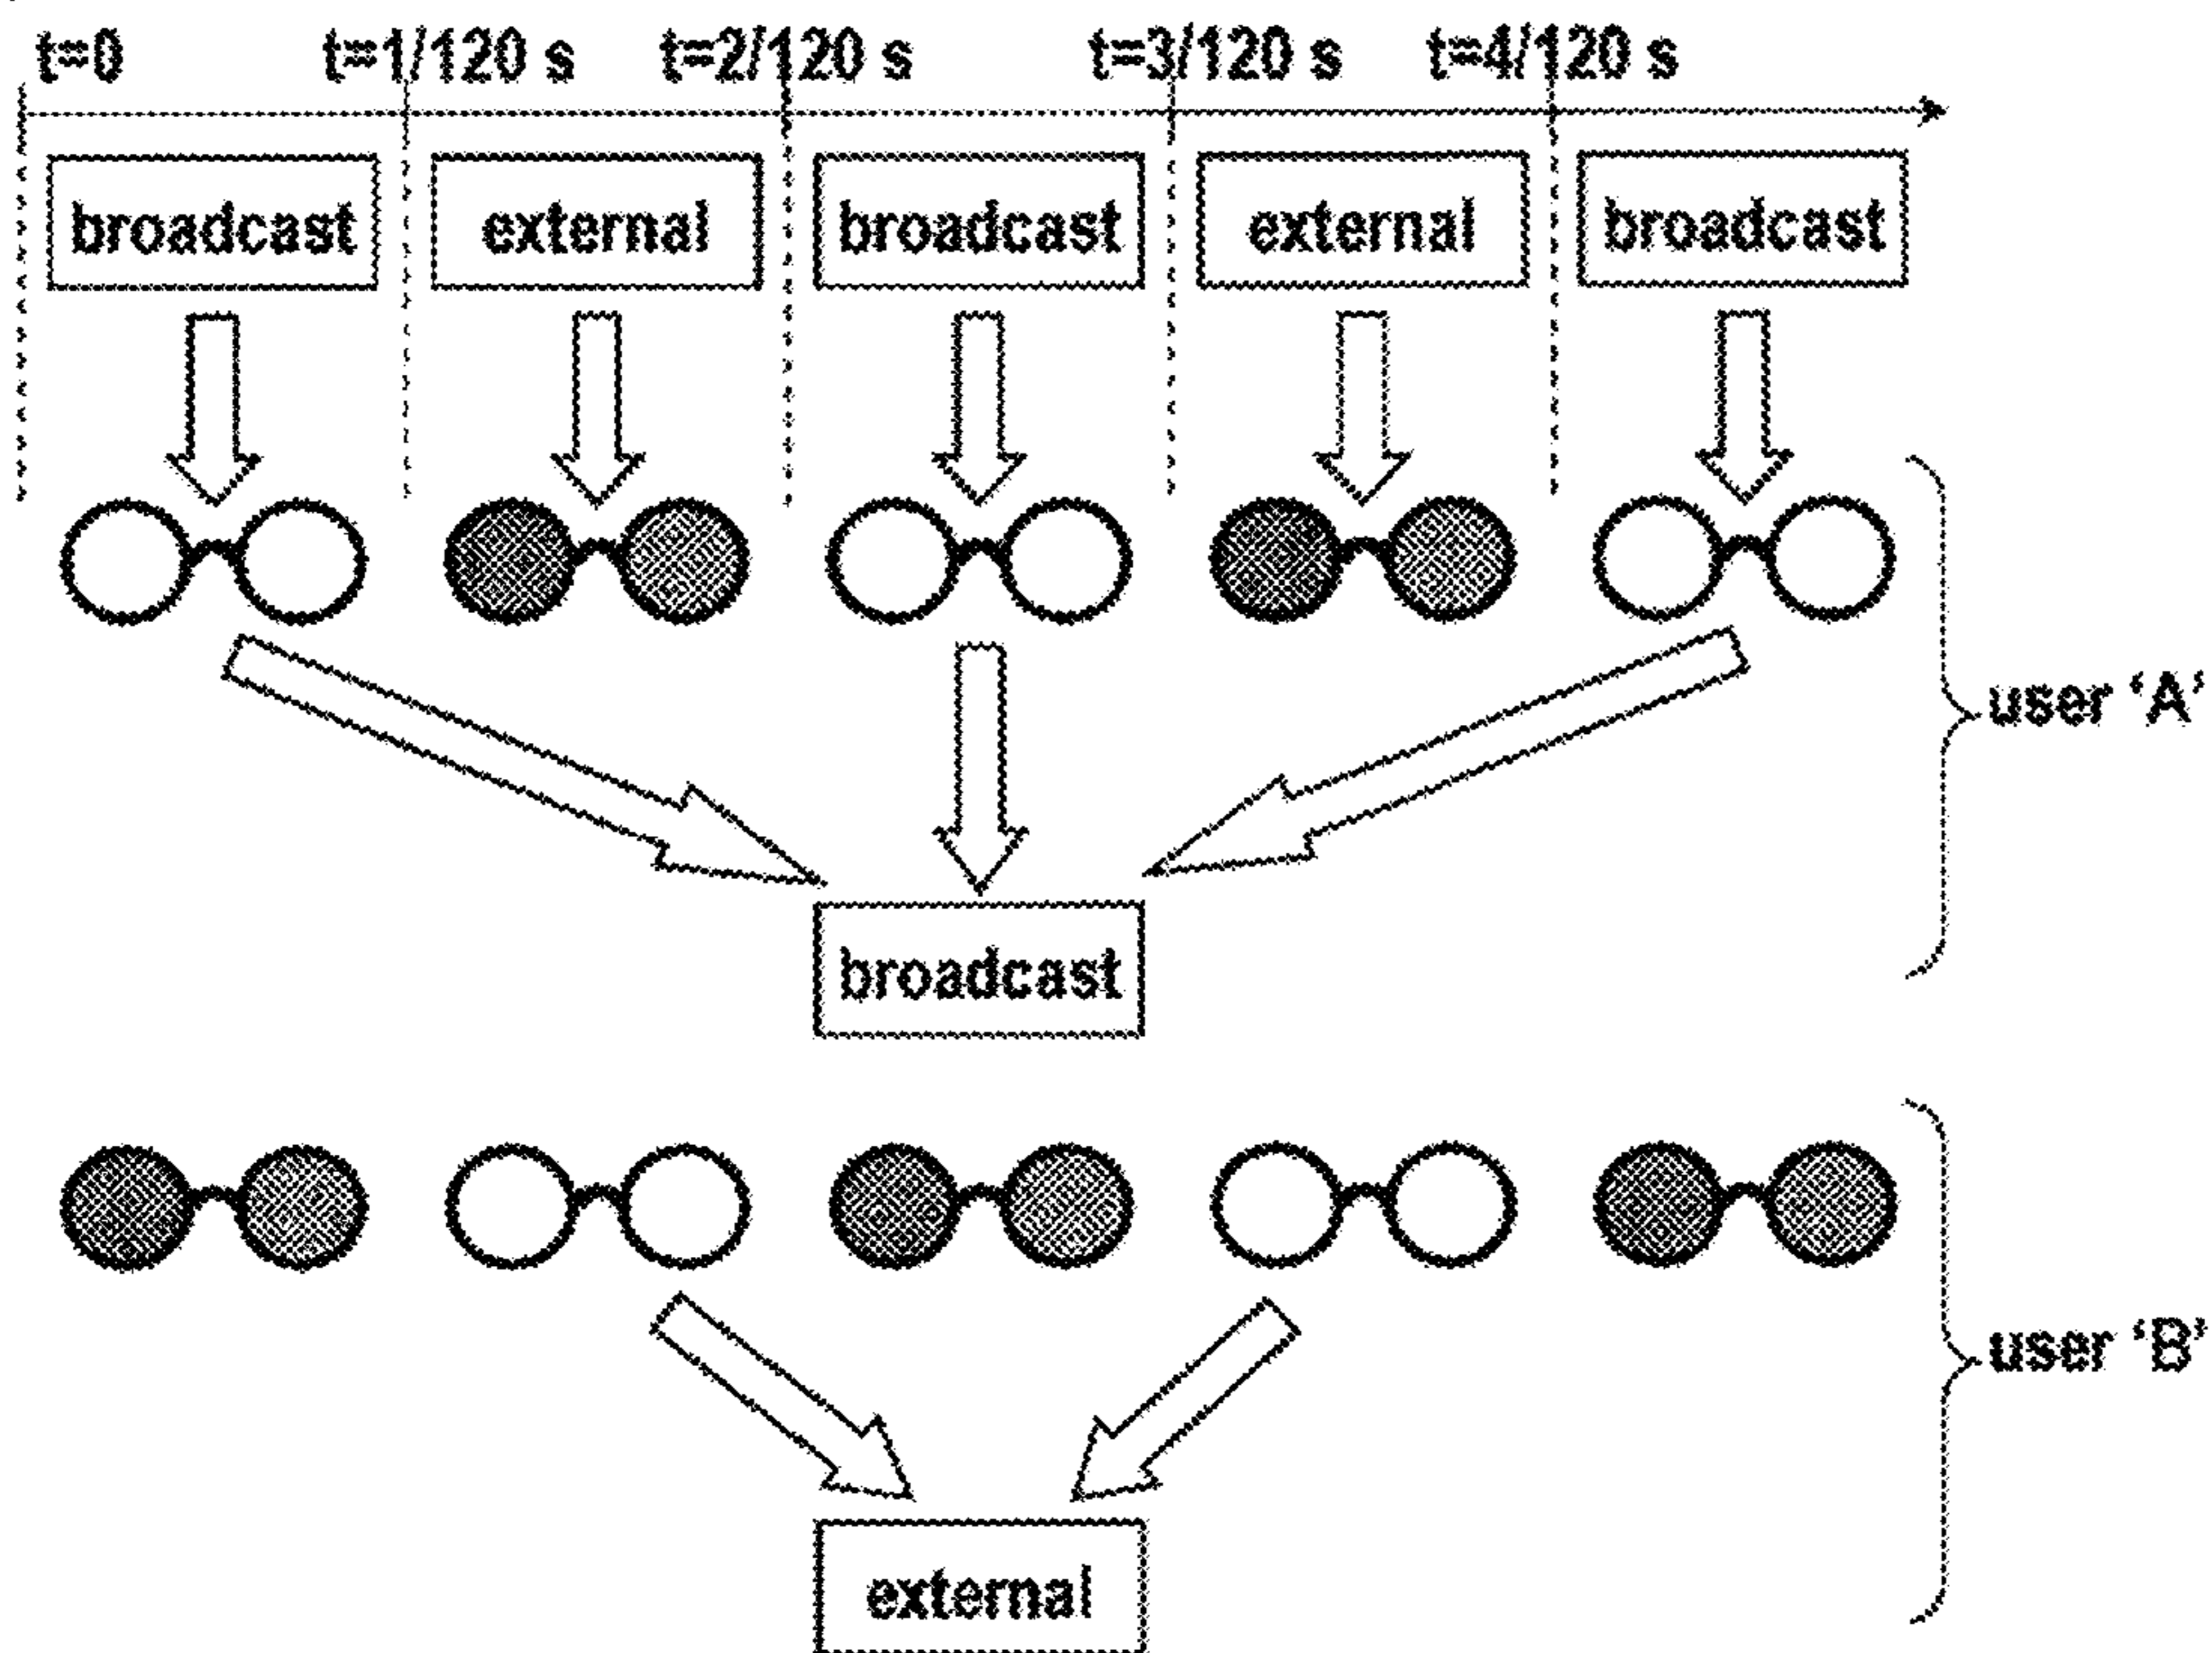 t=0 t=1/120 s t=2/120 s t=3/120 s t=4/120 s
broadcast external broadcast external broadcast
user ‘A’
broadcast
user ‘B’
external